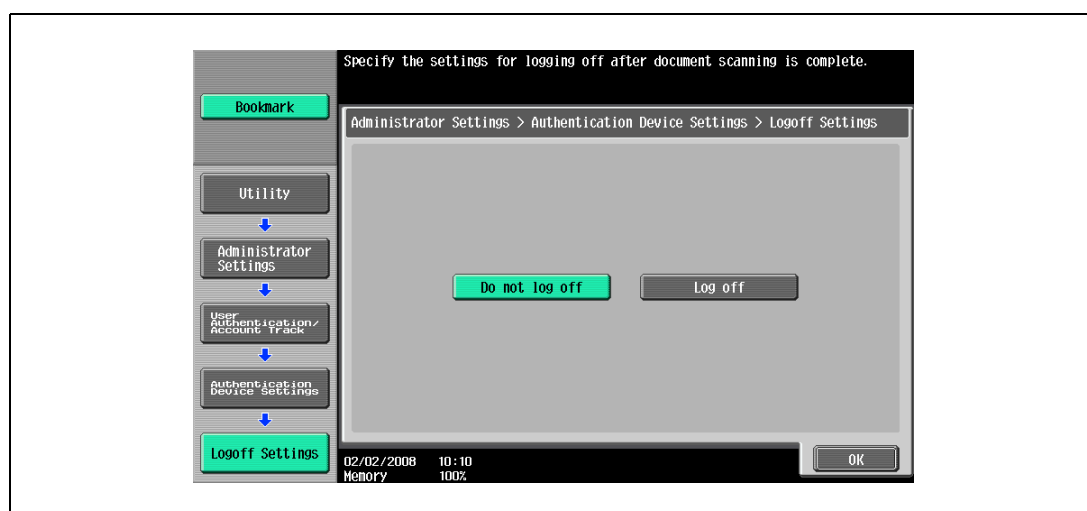 Specify the settings for logging off after document scanning is complete.
Bookmark
Administrator Settings > Authentication Device Settings > Logoff Settings
Utility
Administrator
Settings
User
Authentication/
Account Track
Authentication
Device Settings
Logoff Settings
Do not log off
Log off
02/02/2008 10:10
Memory 100%
OK